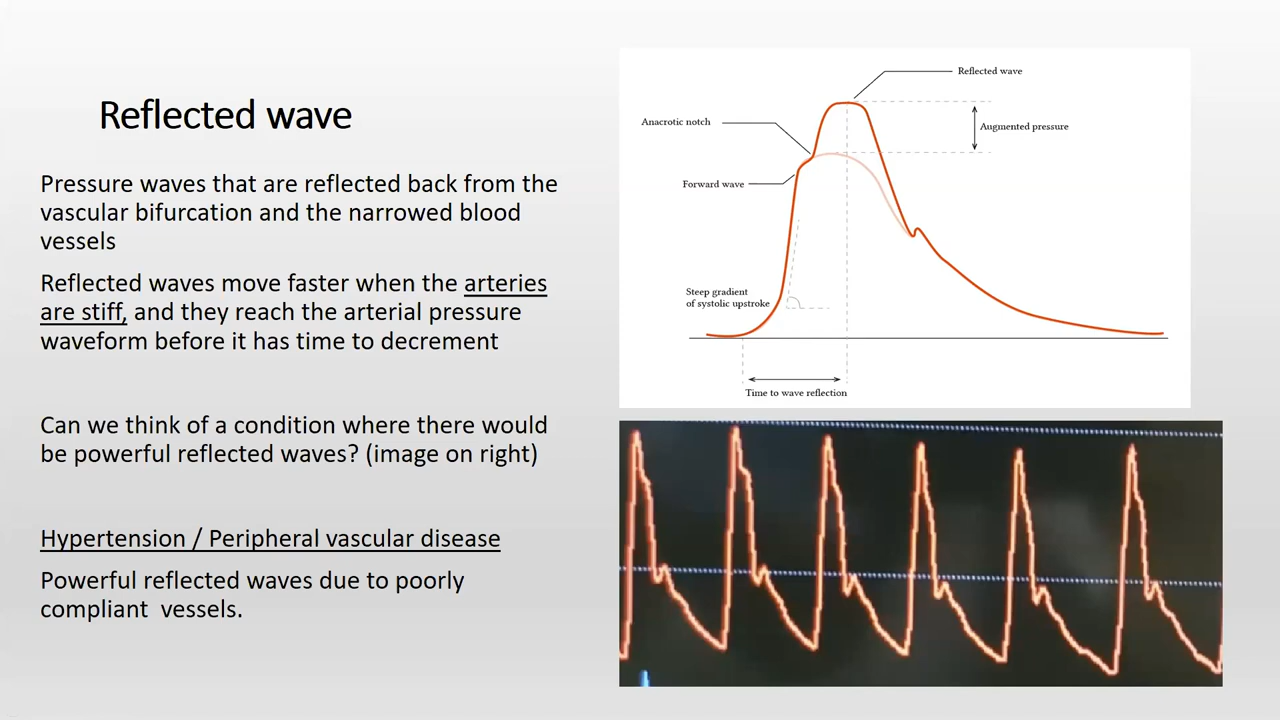 Reflected wave
Pressure waves that are reflected back from the
vascular bifurcation and the narrowed blood
vessels
Reflected waves move faster when the arteries
are stiff, and they reach the arterial pressure
waveform before it has time to decrement
Can we think of a condition where there would
be powerful reflected waves? (image on right)
Hypertension / Peripheral vascular disease
Powerful reflected waves due to poorly
compliant vessels.
Reflected wave
Anacrotic notch
Augmented pressure
Forward wave
Steep gradient
of systolic upstroke
Time to wave reflection